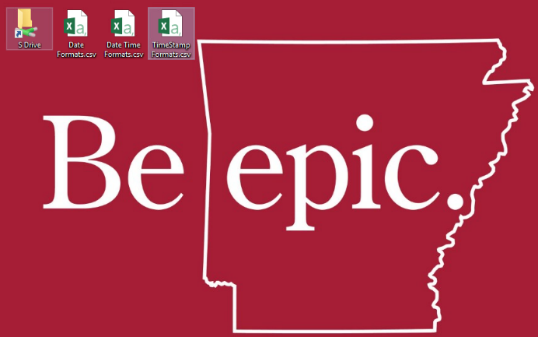 S Drive
Date
Formats.csv
Date Time
Formats.csv
TimeStamp
Formats.csv
Be epic.